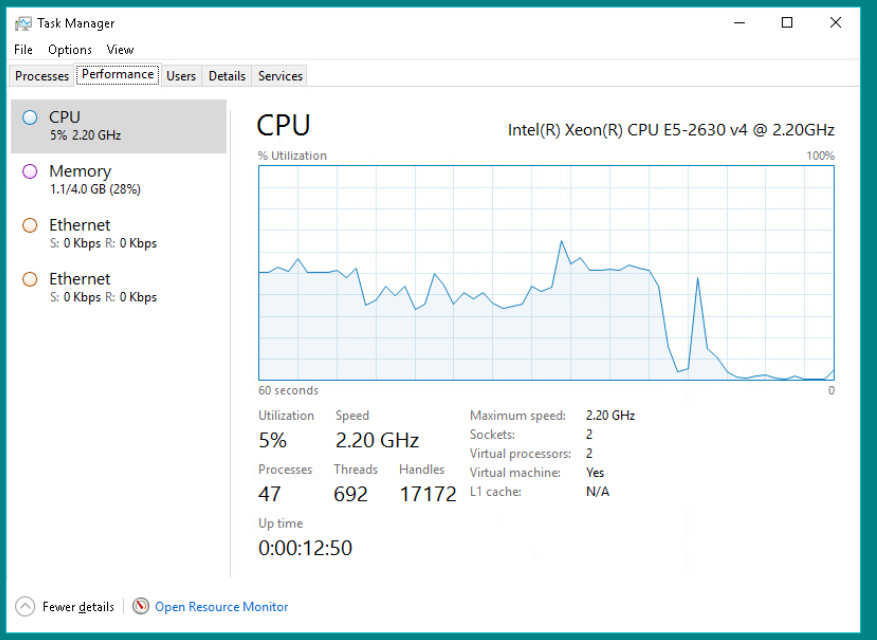 Task Manager
File Options View
Processes Performance Users Details Services
CPU
5% 2.20 GHz
Memory
1.1/4.0 GB (28%)
Ethernet
S: 0 Kbps R: 0 Kbps
Ethernet
S: 0 Kbps R: 0 Kbps
CPU
Intel(R) Xeon(R) CPU E5-2630 v4 @ 2.20GHz
% Utilization 100%
60 seconds 0
Utilization Speed
5% 2.20 GHz
Processes Threads Handles
47 692 17172
Up time
0:00:12:50
Maximum speed: 2.20 GHz
Sockets: 2
Virtual processors: 2
Virtual machine: Yes
L1 cache: N/A
Fewer details Open Resource Monitor